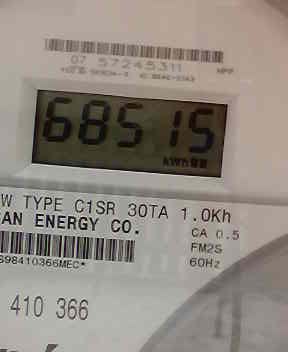 07 57245311
68515
kWh
W TYPE C1SR 30TA 1.0Kh
AN ENERGY CO.
CA 0.5
FM2S
60Hz
S98410366MEC*
410 366